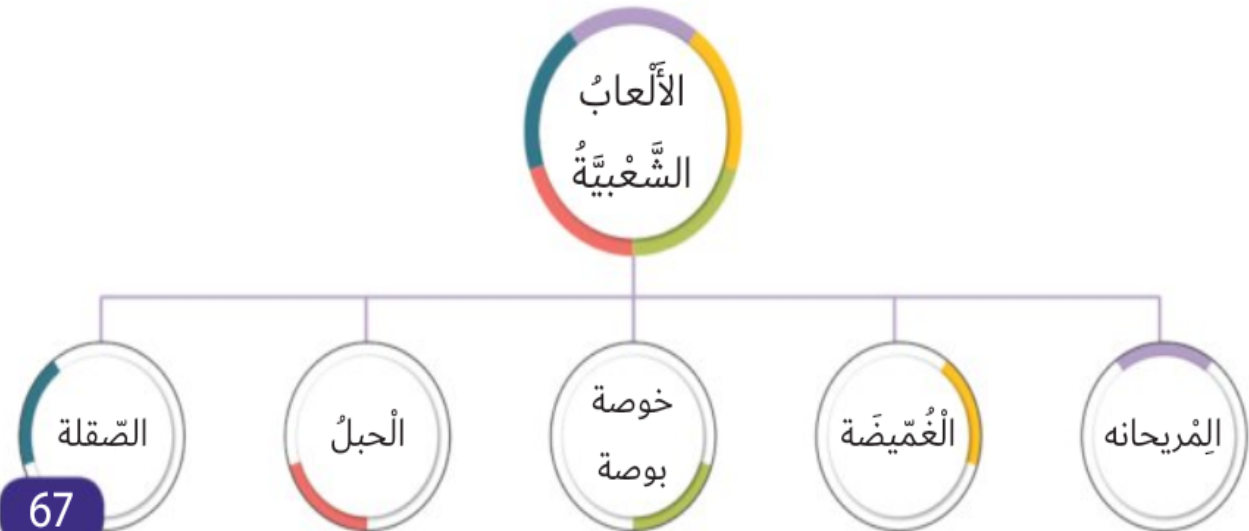 الأَلْعابُ
الشَّعْبيَّةُ
الِمْريحانه
الْغُمّيضَة
خوصة
بوصة
الْحبلُ
الصّقلة
67